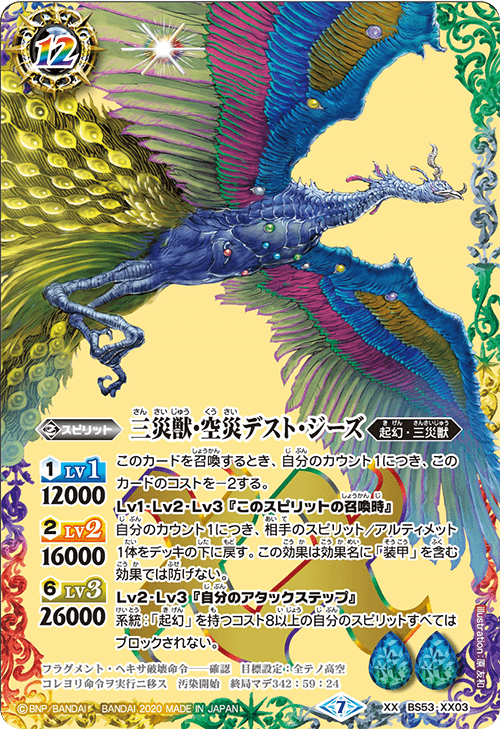 12
三災獣・空災デスト・ジーズ
スピリット
起幻・三災獣
1 LV1 12000
2 LV2 16000
6 LV3 26000
このカードを召喚するとき、自分のカウント1につき、この
カードのコストを－2する。
Lv1・Lv2・Lv3『このスピリットの召喚時』
自分のカウント1につき、相手のスピリット/アルティメット
1体をデッキの下に戻す。この効果は効果名に「装甲」を含む
効果では防げない。
Lv2・Lv3『自分のアタックステップ』
系統：「起幻」を持つコスト8以上の自分のスピリットすべては
ブロックされない。
フラグメント・ヘキサ破壊命令――確認　目標設定：全テノ高空
コレヨリ命令ヲ実行ニ移ス　汚染開始　終局マデ342：59：24
illustration：原 友和
©BNP/BANDAI BANDAI 2020 MADE IN JAPAN
7
XX BS53-XX03